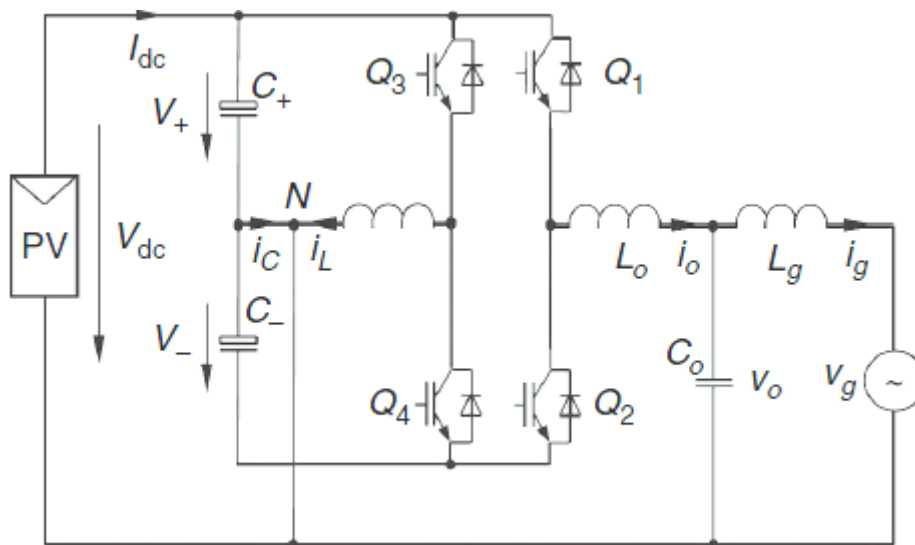 I_dc
Q_3
Q_1
C_+
V_+
PV
V_dc
N
i_C
i_L
L_o
i_o
L_g
i_g
V_−
C_−
Q_4
Q_2
C_o
v_o
v_g
~